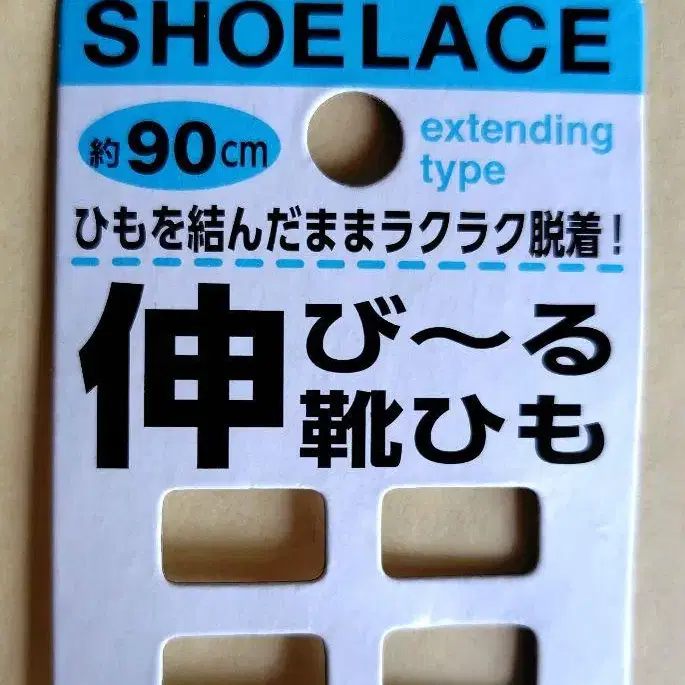 SHOELACE
約90cm
extending
type
ひもを結んだままラクラク脱着！
伸び〜る
靴ひも